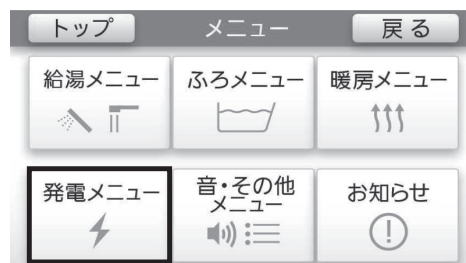 トップ メニュー 戻る
給湯メニュー ふろメニュー 暖房メニュー
発電メニュー 音・その他メニュー お知らせ